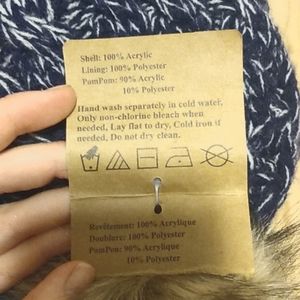 Shell: 100% Acrylic
Lining: 100% Polyester
PomPom: 90% Acrylic
10% Polyester
Hand wash separately in cold water,
Only non-chlorine bleach when
needed, Lay flat to dry, Cold iron if
needed, Do not dry clean.
Revêtement: 100% Acrylique
Doublure: 100% Polyester
PomPom: 90% Acrylique
10% Polyester